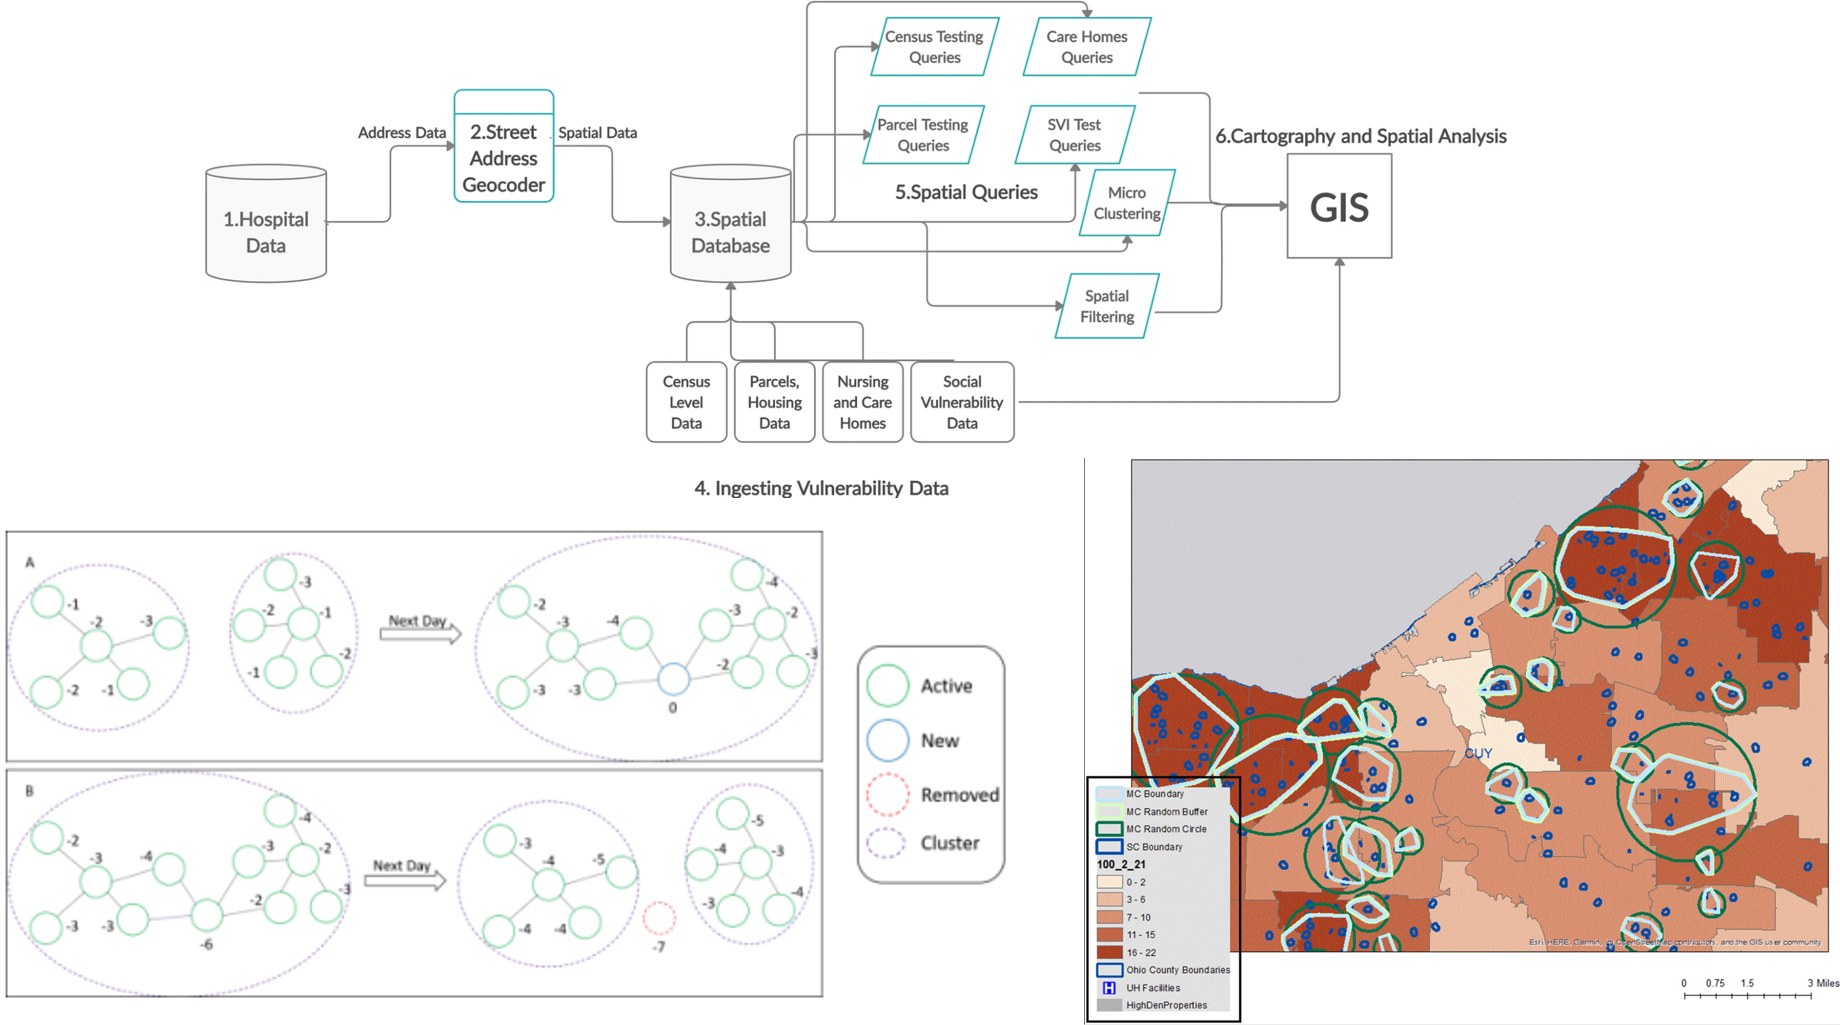 Census Testing
Queries
Care Homes
Queries
Address Data
2.Street
Address
Geocoder
Spatial Data
Parcel Testing
Queries
SVI Test
Queries
6.Cartography and Spatial Analysis
1.Hospital
Data
3.Spatial
Database
5.Spatial Queries
Micro
Clustering
GIS
Spatial
Filtering
Census
Level
Data
Parcels,
Housing
Data
Nursing
and Care
Homes
Social
Vulnerability
Data
4. Ingesting Vulnerability Data
A
-1
-2
-3
-2
-1
-3
-2
-1
-1
-2
Next Day
-2
-3
-4
-3
-3
0
-4
-3
-2
-2
-3
B
-2
-3
-4
-3
-3
-6
-4
-3
-2
-2
-3
Next Day
-3
-4
-5
-4
-4
-7
-5
-4
-3
-3
-4
Active
New
Removed
Cluster
CUY
MC Boundary
MC Random Buffer
MC Random Circle
SC Boundary
100_2_21
0 - 2
3 - 6
7 - 10
11 - 15
16 - 22
Ohio County Boundaries
H UH Facilities
HighDenProperties
Esri, HERE, Garmin, (c) OpenStreetMap contributors, and the GIS user community
0 0.75 1.5 3 Miles